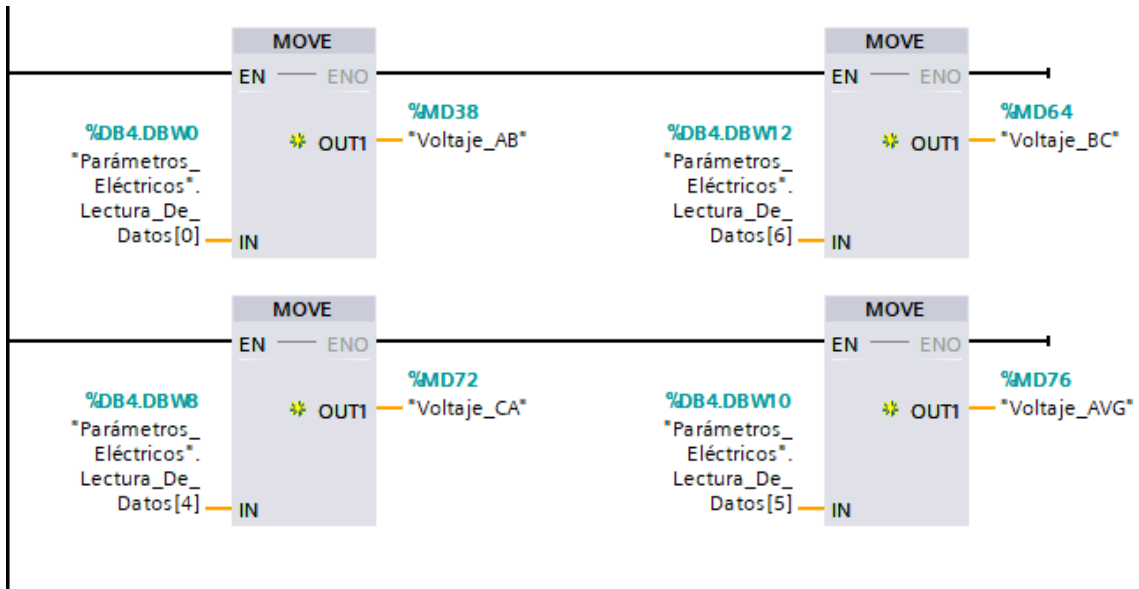 MOVE
EN ENO
%DB4.DBW0
"Parámetros_
Eléctricos".
Lectura_De_
Datos[0]
IN
OUT1
%MD38
"Voltaje_AB"
MOVE
EN ENO
%DB4.DBW12
"Parámetros_
Eléctricos".
Lectura_De_
Datos[6]
IN
OUT1
%MD64
"Voltaje_BC"
MOVE
EN ENO
%DB4.DBW8
"Parámetros_
Eléctricos".
Lectura_De_
Datos[4]
IN
OUT1
%MD72
"Voltaje_CA"
MOVE
EN ENO
%DB4.DBW10
"Parámetros_
Eléctricos".
Lectura_De_
Datos[5]
IN
OUT1
%MD76
"Voltaje_AVG"